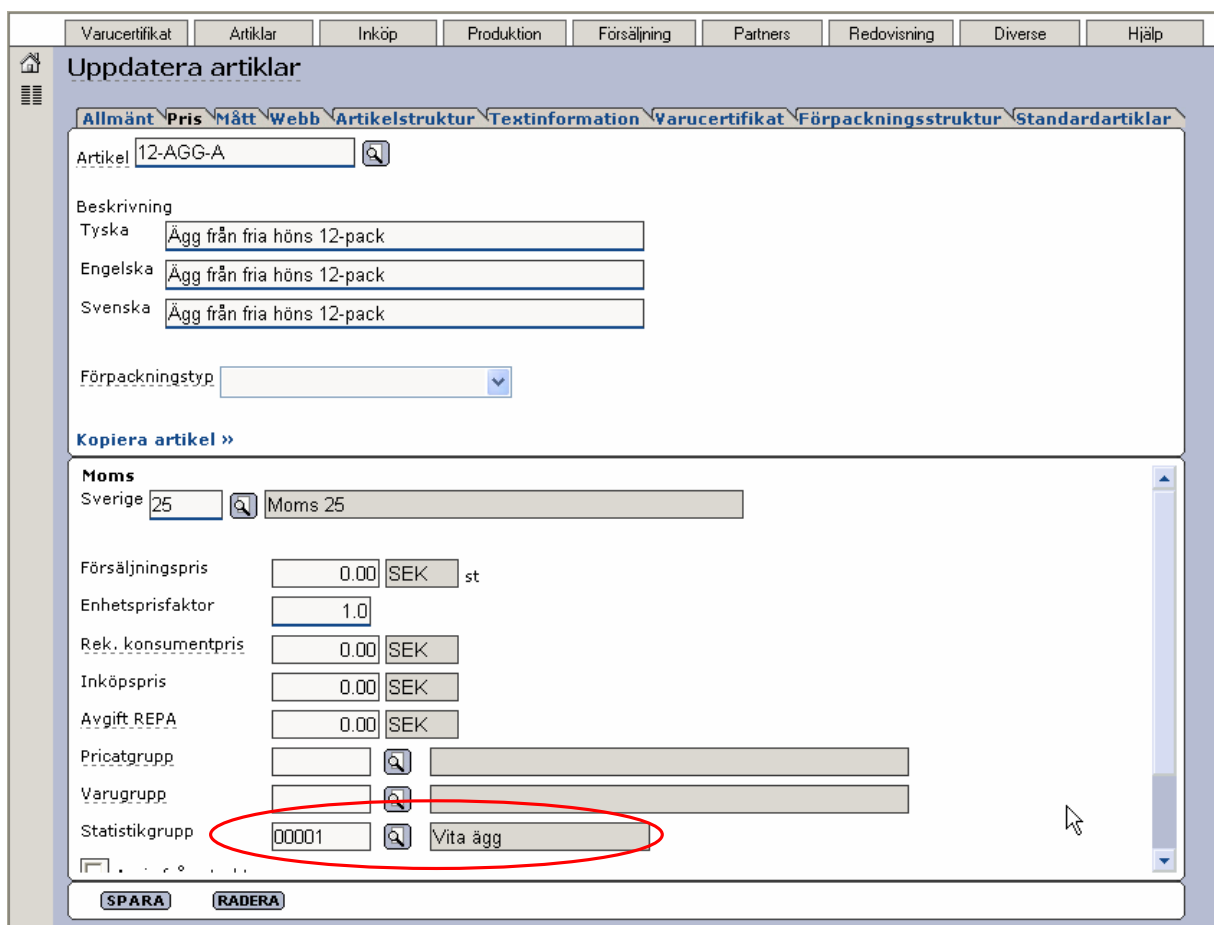 Varucertifikat Artiklar Inköp Produktion Försäljning Partners Redovisning Diverse Hjälp
Uppdatera artiklar
Allmänt Pris Mått Webb Artikelstruktur Textinformation Varucertifikat Förpackningsstruktur Standardartiklar
Artikel 12-AGG-A
Beskrivning
Tyska Ägg från fria höns 12-pack
Engelska Ägg från fria höns 12-pack
Svenska Ägg från fria höns 12-pack
Förpackningstyp
Kopiera artikel »
Moms
Sverige 25 Moms 25
Försäljningspris 0.00 SEK st
Enhetsprisfaktor 1.0
Rek. konsumentpris 0.00 SEK
Inköpspris 0.00 SEK
Avgift REPA 0.00 SEK
Pricatgrupp
Varugrupp
Statistikgrupp 00001 Vita ägg
SPARA RADERA